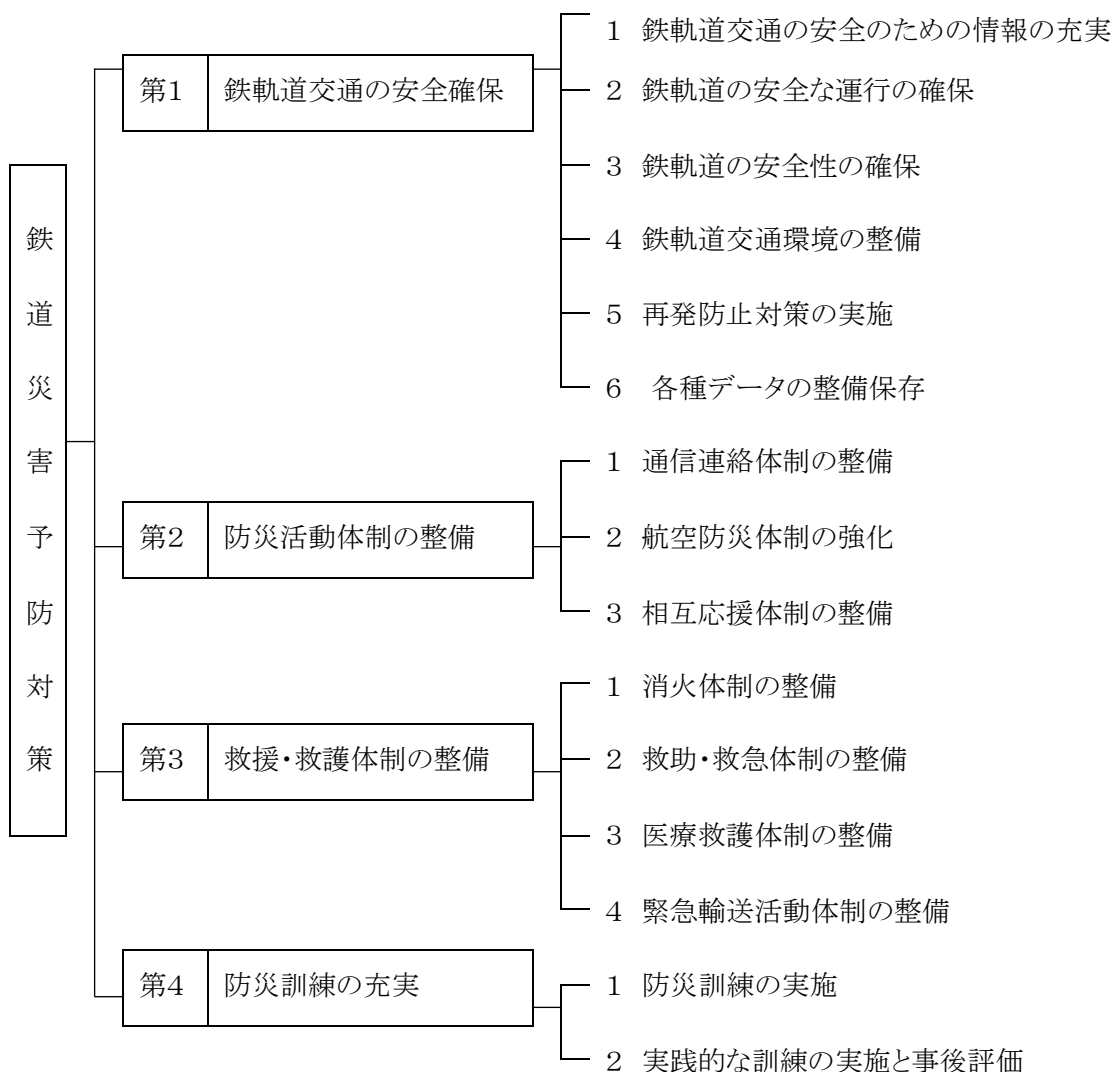 鉄道災害予防対策
第1 鉄軌道交通の安全確保
1 鉄軌道交通の安全のための情報の充実
2 鉄軌道の安全な運行の確保
3 鉄軌道の安全性の確保
4 鉄軌道交通環境の整備
5 再発防止対策の実施
6 各種データの整備保存
第2 防災活動体制の整備
1 通信連絡体制の整備
2 航空防災体制の強化
3 相互応援体制の整備
第3 救援・救護体制の整備
1 消火体制の整備
2 救助・救急体制の整備
3 医療救護体制の整備
4 緊急輸送活動体制の整備
第4 防災訓練の充実
1 防災訓練の実施
2 実践的な訓練の実施と事後評価